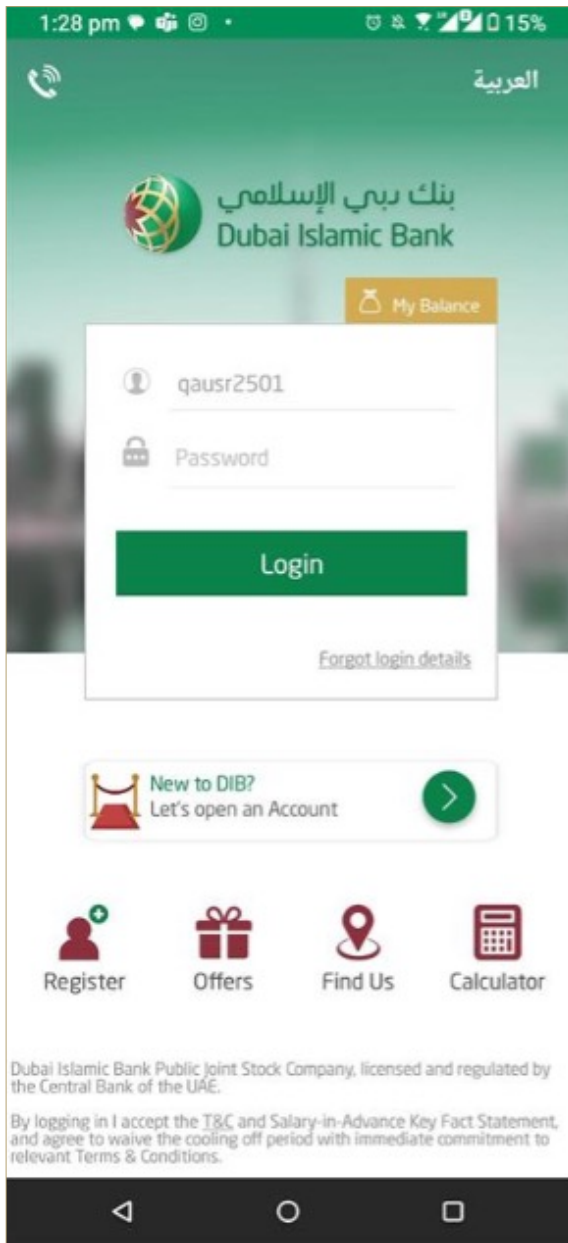 1:28 pm
15%
العربية
بنك دبي الإسلامي
Dubai Islamic Bank
My Balance
qausr2501
Password
Login
Forgot login details
New to DIB?
Let's open an Account
Register Offers Find Us Calculator
Dubai Islamic Bank Public Joint Stock Company, licensed and regulated by
the Central Bank of the UAE.
By logging in I accept the T&C and Salary-in-Advance Key Fact Statement,
and agree to waive the cooling off period with immediate commitment to
relevant Terms & Conditions.